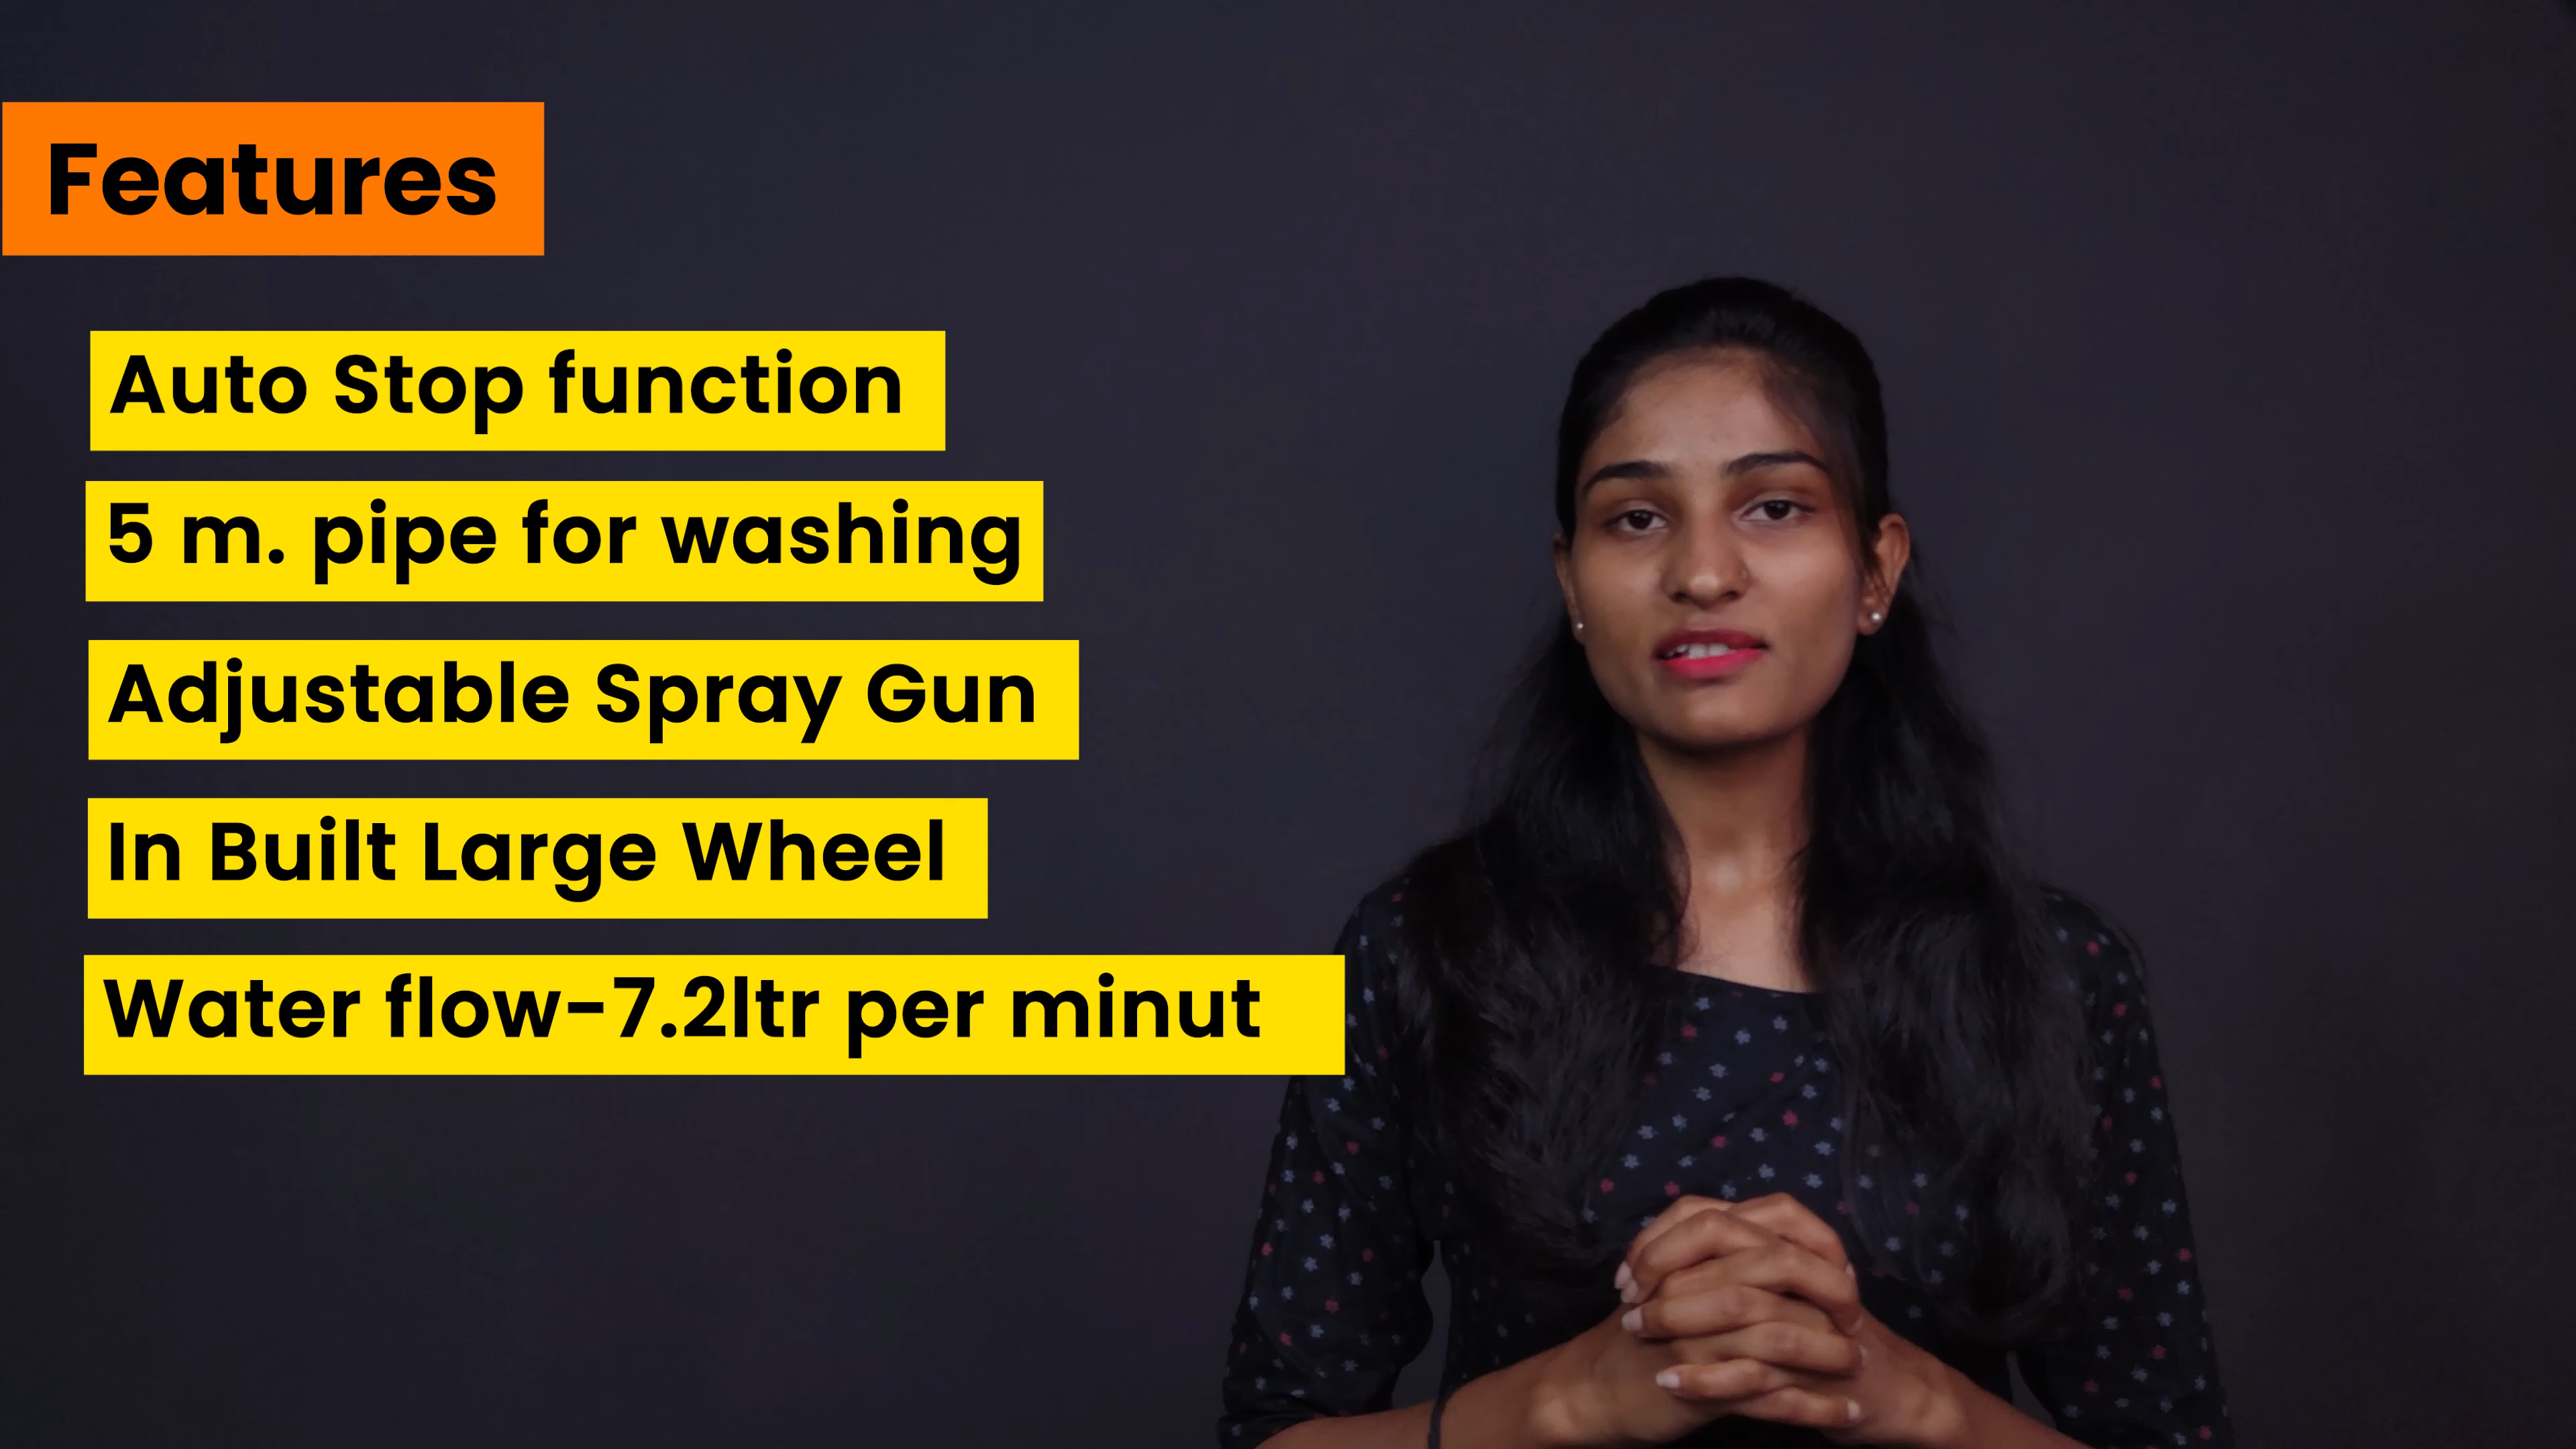 Features
Auto Stop function
5 m. pipe for washing
Adjustable Spray Gun
In Built Large Wheel
Water flow-7.2ltr per minut